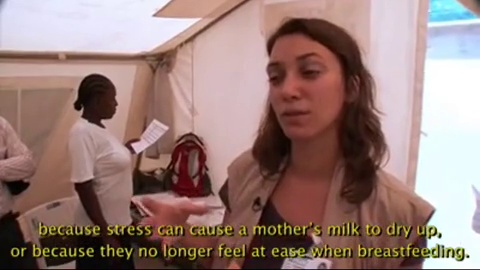 because stress can cause a mother's milk to dry up,
or because they no longer feel at ease when breastfeeding.